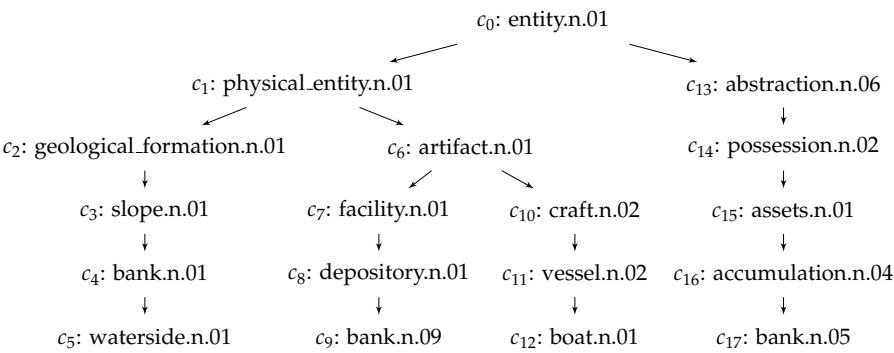 c0: entity.n.01
c1: physical_entity.n.01 c13: abstraction.n.06
c2: geological_formation.n.01 c6: artifact.n.01 c14: possession.n.02
c3: slope.n.01 c7: facility.n.01 c10: craft.n.02 c15: assets.n.01
c4: bank.n.01 c8: depository.n.01 c11: vessel.n.02 c16: accumulation.n.04
c5: waterside.n.01 c9: bank.n.09 c12: boat.n.01 c17: bank.n.05